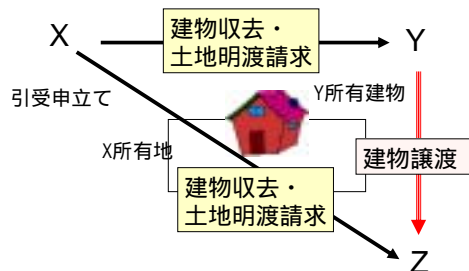 X
建物収去・
土地明渡請求
Y
引受申立て
Y所有建物
X所有地
建物譲渡
建物収去・
土地明渡請求
Z